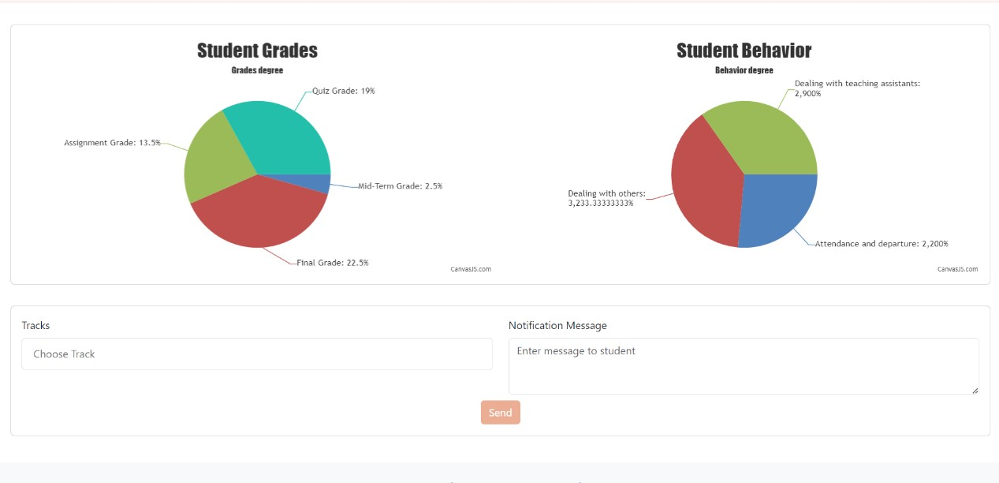 Student Grades
Grades degree
Quiz Grade: 19%
Assignment Grade: 13.5%
Mid-Term Grade: 2.5%
Final Grade: 22.5%
CanvasJS.com
Student Behavior
Behavior degree
Dealing with teaching assistants:
2,900%
Dealing with others:
3,233.33333333%
Attendance and departure: 2,200%
CanvasJS.com
Tracks
Choose Track
Notification Message
Enter message to student
Send